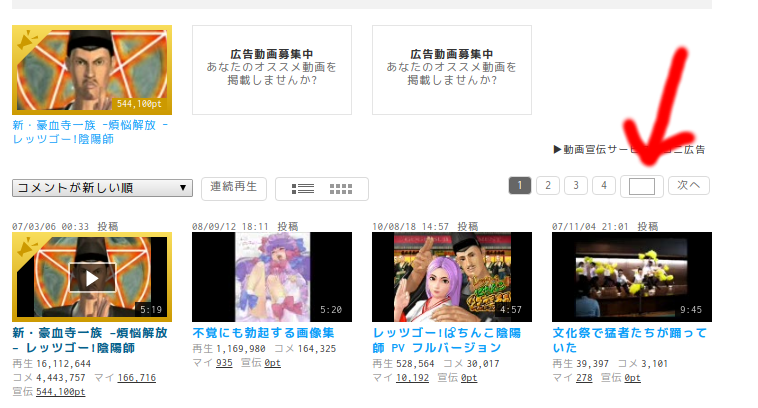 544,100pt
新・豪血寺一族 -煩悩解放 -
レッツゴー!陰陽師
広告動画募集中
あなたのオススメ動画を
掲載しませんか?
広告動画募集中
あなたのオススメ動画を
掲載しませんか?
▶動画宣伝サー ニ広告
コメントが新しい順 ▼
連続再生
1 2 3 4 次へ
07/03/06 00:33 投稿
5:19
新・豪血寺一族 -煩悩解放
- レッツゴー!陰陽師
再生 16,112,644
コメ 4,443,757 マイ 166,716
宣伝 544,100pt
08/09/12 18:11 投稿
5:20
不覚にも勃起する画像集
再生 1,169,980 コメ 164,325
マイ 935 宣伝 0pt
10/08/18 14:57 投稿
4:57
レッツゴー!ぱちんこ陰陽
師 PV フルバージョン
再生 528,564 コメ 30,017
マイ 10,192 宣伝 0pt
07/11/04 21:01 投稿
9:45
文化祭で猛者たちが踊って
いた
再生 39,397 コメ 3,101
マイ 278 宣伝 0pt